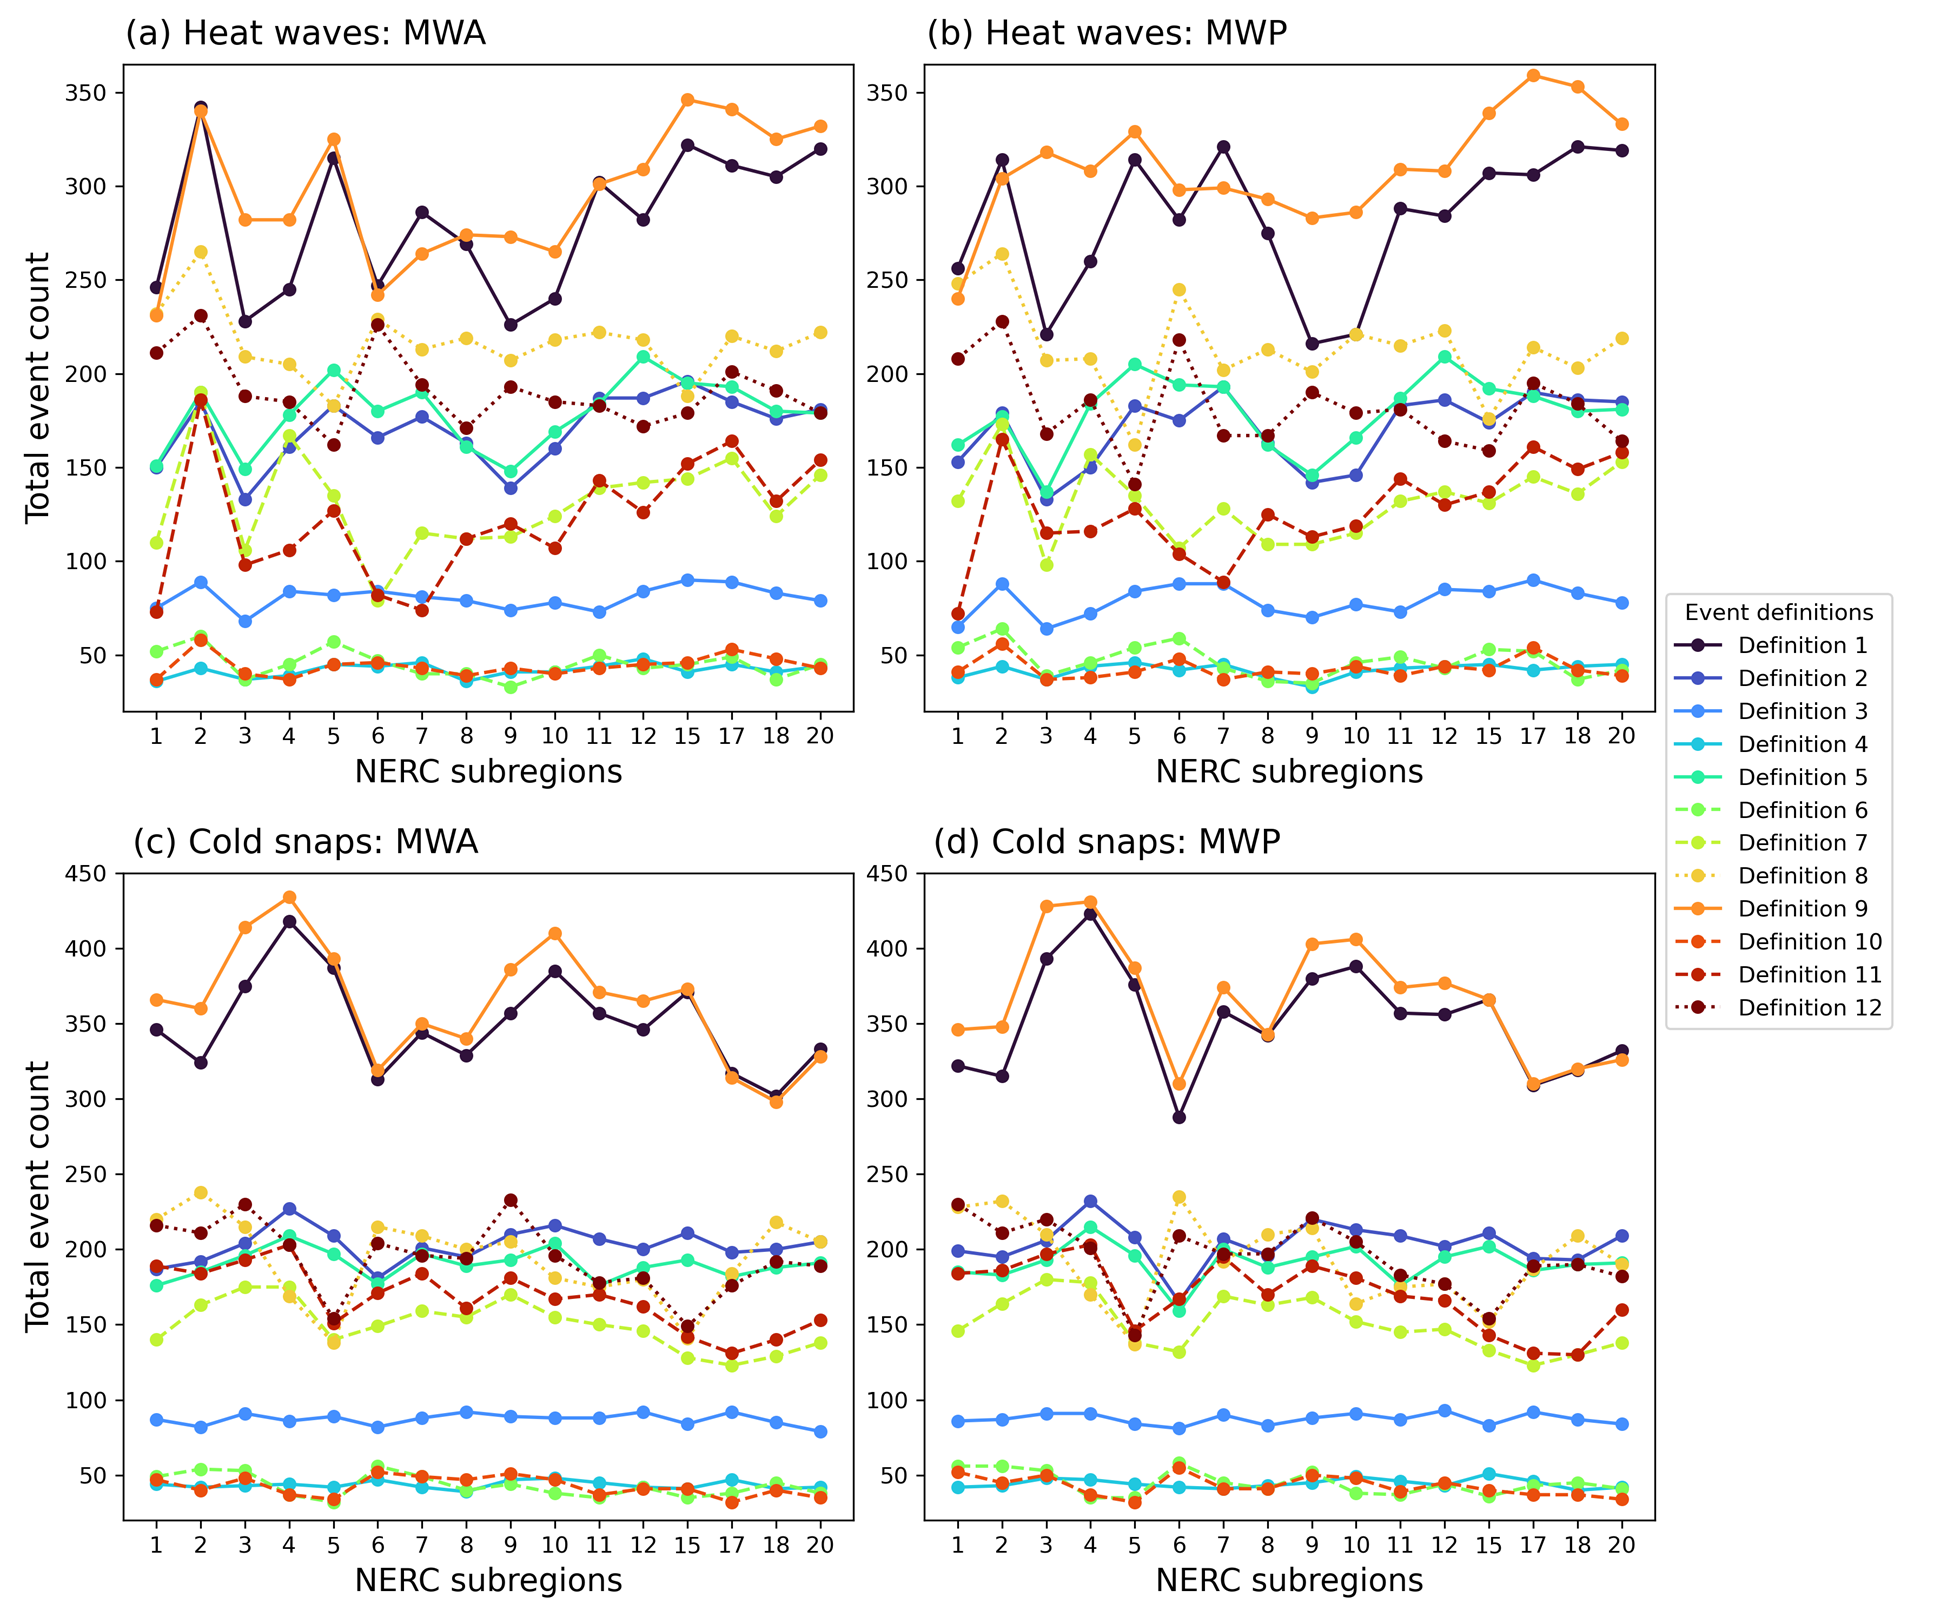 (a) Heat waves: MWA
350
300
250
200
150
100
50
Total event count
1 2 3 4 5 6 7 8 9 10 11 12 15 17 18 20
NERC subregions
(b) Heat waves: MWP
350
300
250
200
150
100
50
1 2 3 4 5 6 7 8 9 10 11 12 15 17 18 20
NERC subregions
Event definitions
Definition 1
Definition 2
Definition 3
Definition 4
Definition 5
Definition 6
Definition 7
Definition 8
Definition 9
Definition 10
Definition 11
Definition 12
(c) Cold snaps: MWA
450
400
350
300
250
200
150
100
50
Total event count
1 2 3 4 5 6 7 8 9 10 11 12 15 17 18 20
NERC subregions
(d) Cold snaps: MWP
450
400
350
300
250
200
150
100
50
1 2 3 4 5 6 7 8 9 10 11 12 15 17 18 20
NERC subregions